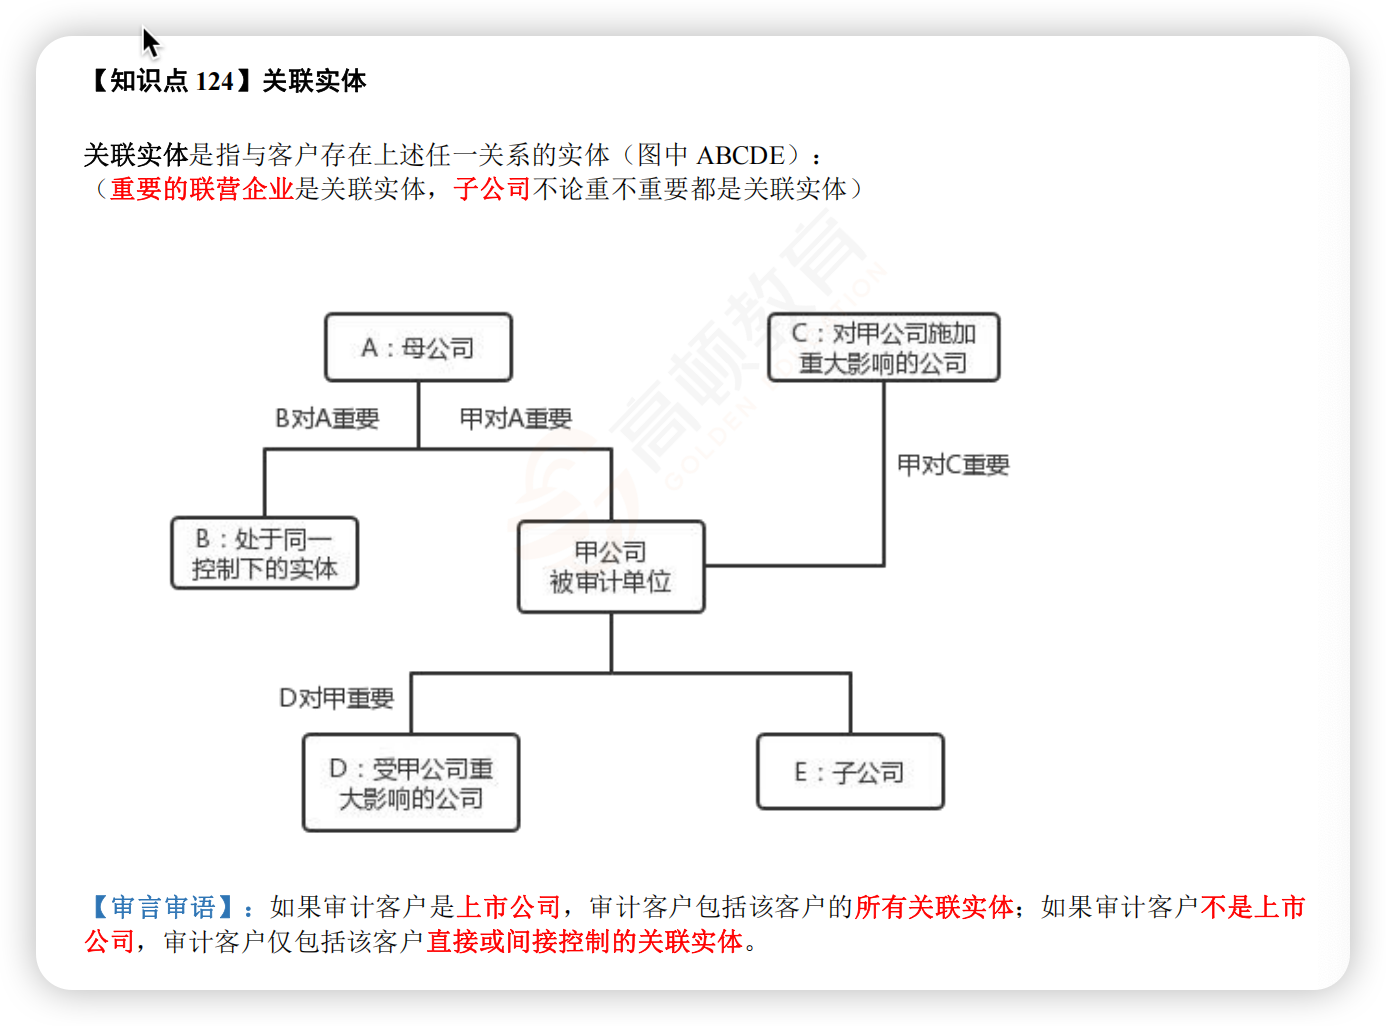 【知识点 124】关联实体
关联实体是指与客户存在上述任一关系的实体（图中 ABCDE）：
（重要的联营企业是关联实体，子公司不论重不重要都是关联实体）
A：母公司
C：对甲公司施加
重大影响的公司
B对A重要
甲对A重要
甲对C重要
B：处于同一
控制下的实体
甲公司
被审计单位
D对甲重要
D：受甲公司重
大影响的公司
E：子公司
高顿教育
GOLDEN EDUCATION
【审言审语】：如果审计客户是上市公司，审计客户包括该客户的所有关联实体；如果审计客户不是上市
公司，审计客户仅包括该客户直接或间接控制的关联实体。